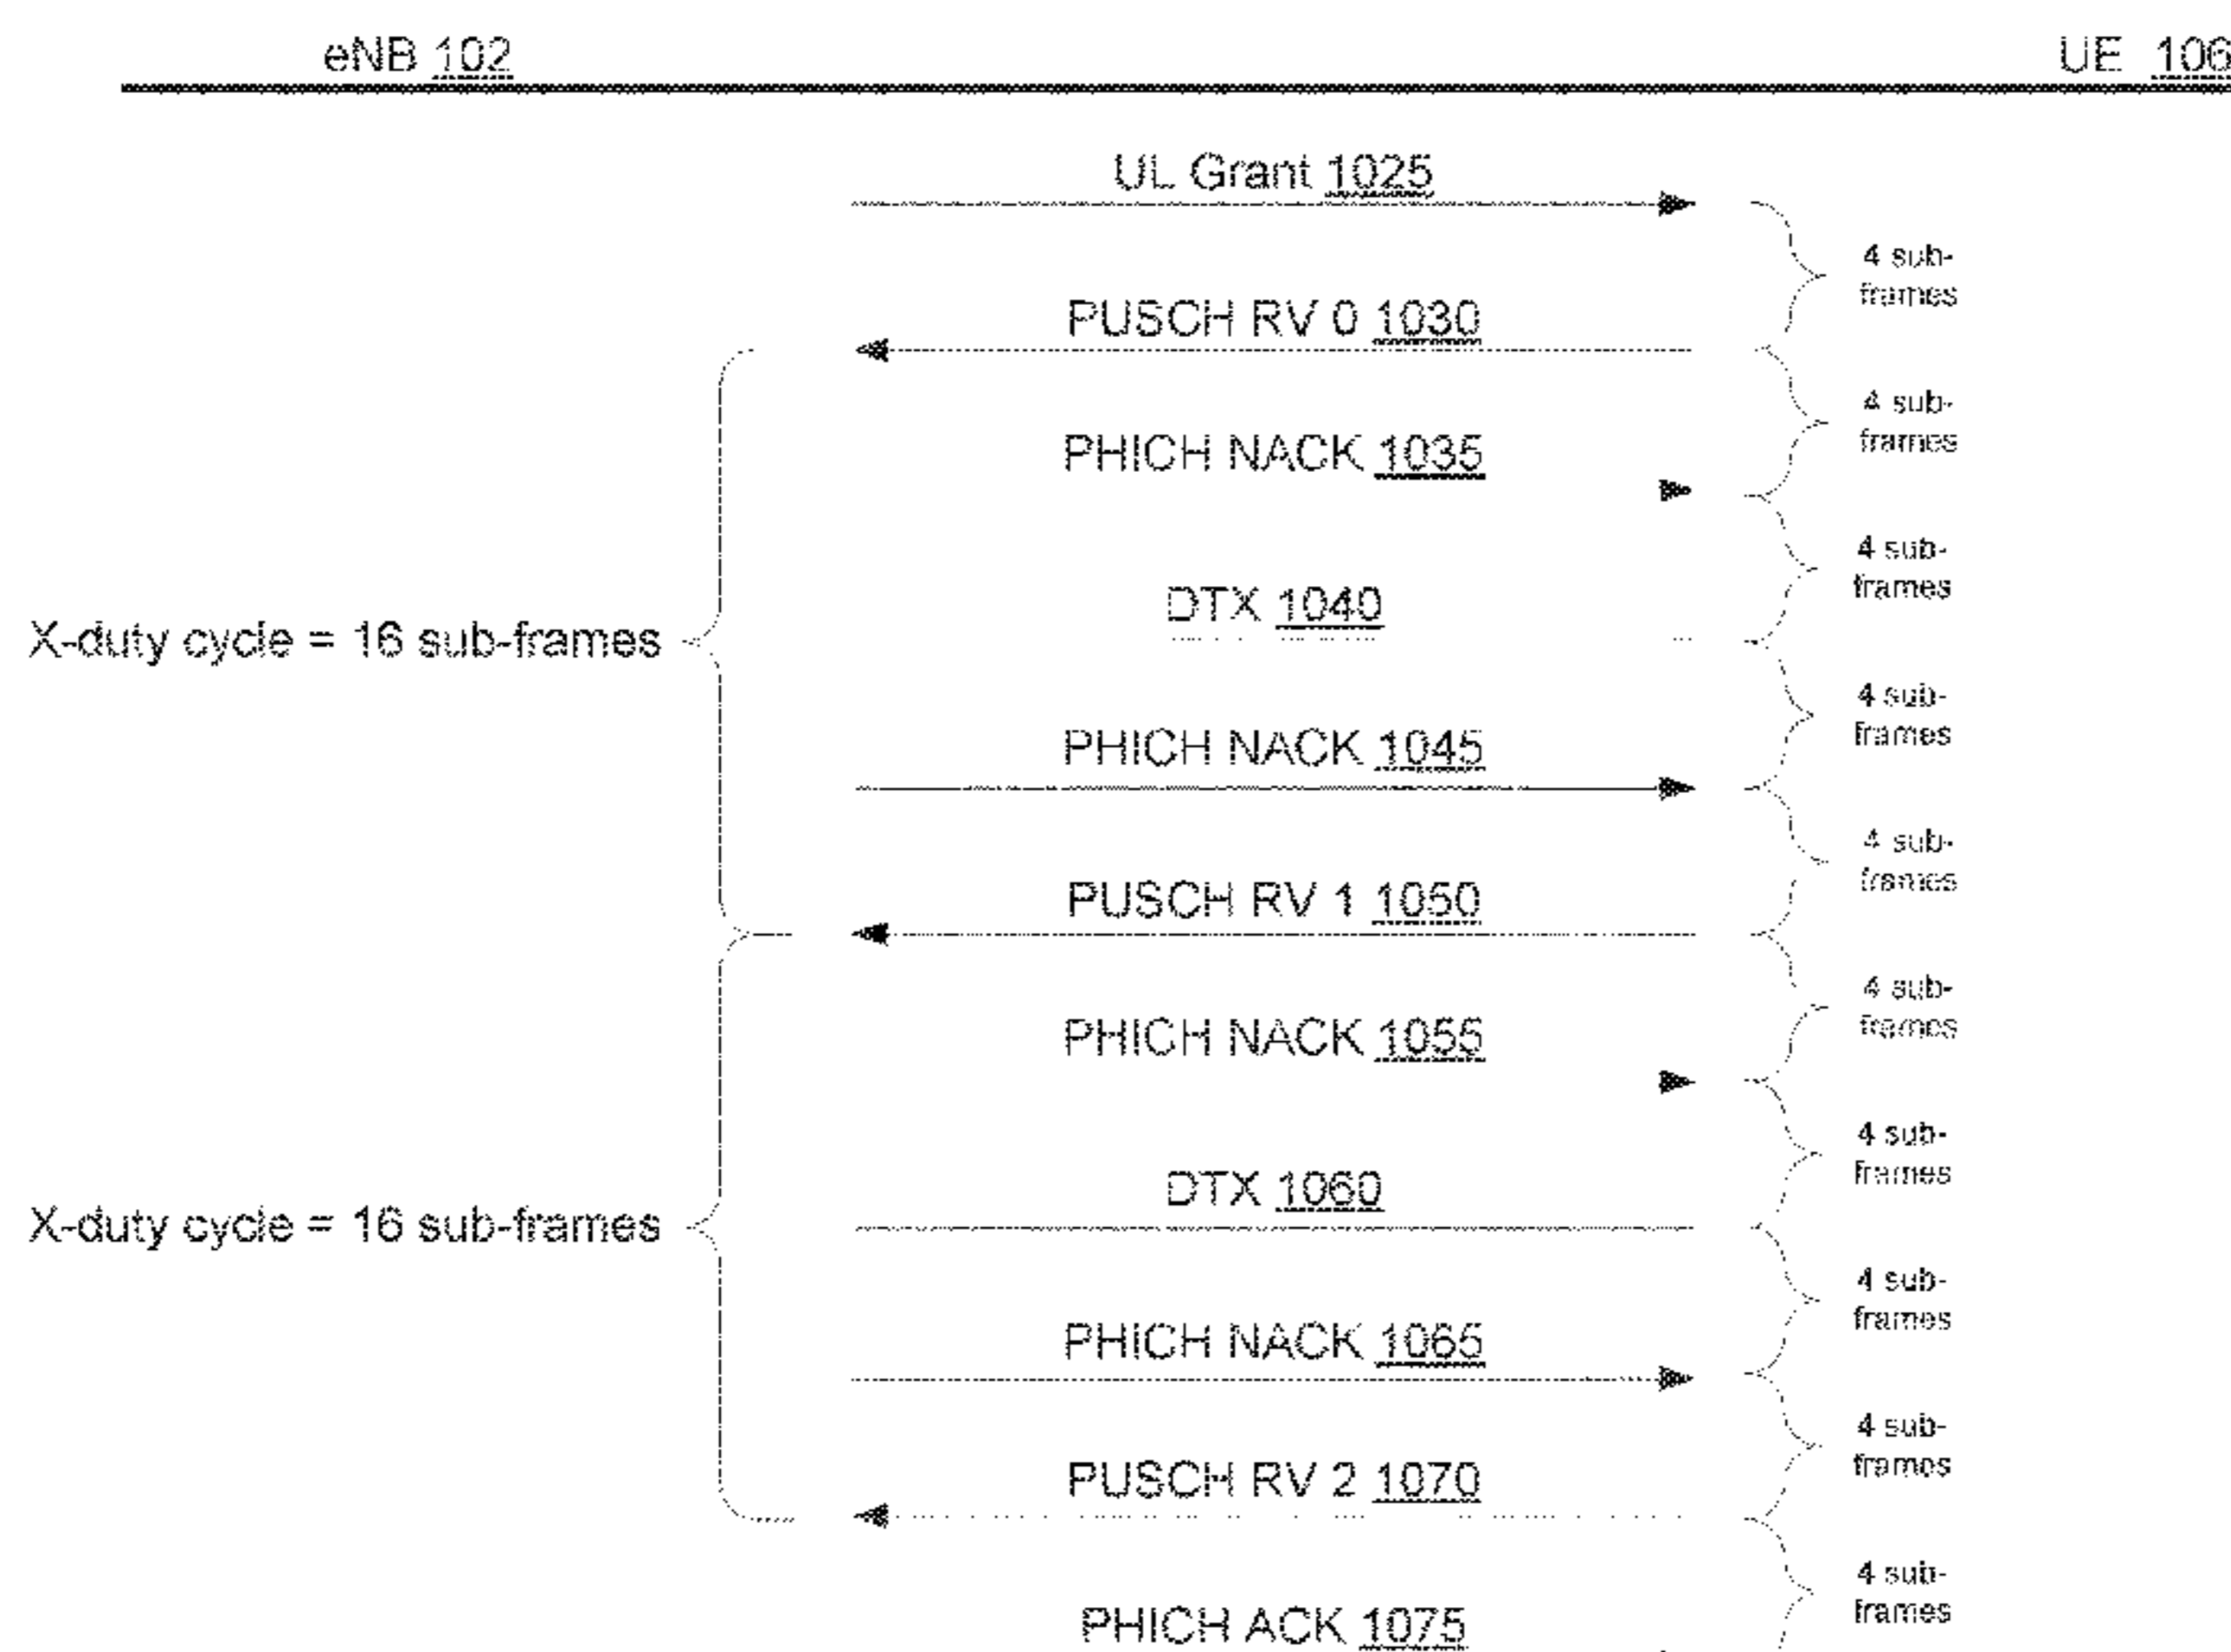 eNB 102
UE 106
UL Grant 1025
4 sub-
frames
PUSCH RV 0 1030
4 sub-
frames
PHICH NACK 1035
4 sub-
frames
DTX 1040
X-duty cycle = 16 sub-frames
4 sub-
frames
PHICH NACK 1045
4 sub-
frames
PUSCH RV 1 1050
4 sub-
frames
PHICH NACK 1055
4 sub-
frames
DTX 1060
X-duty cycle = 16 sub-frames
4 sub-
frames
PHICH NACK 1065
4 sub-
frames
PUSCH RV 2 1070
4 sub-
frames
PHICH ACK 1075